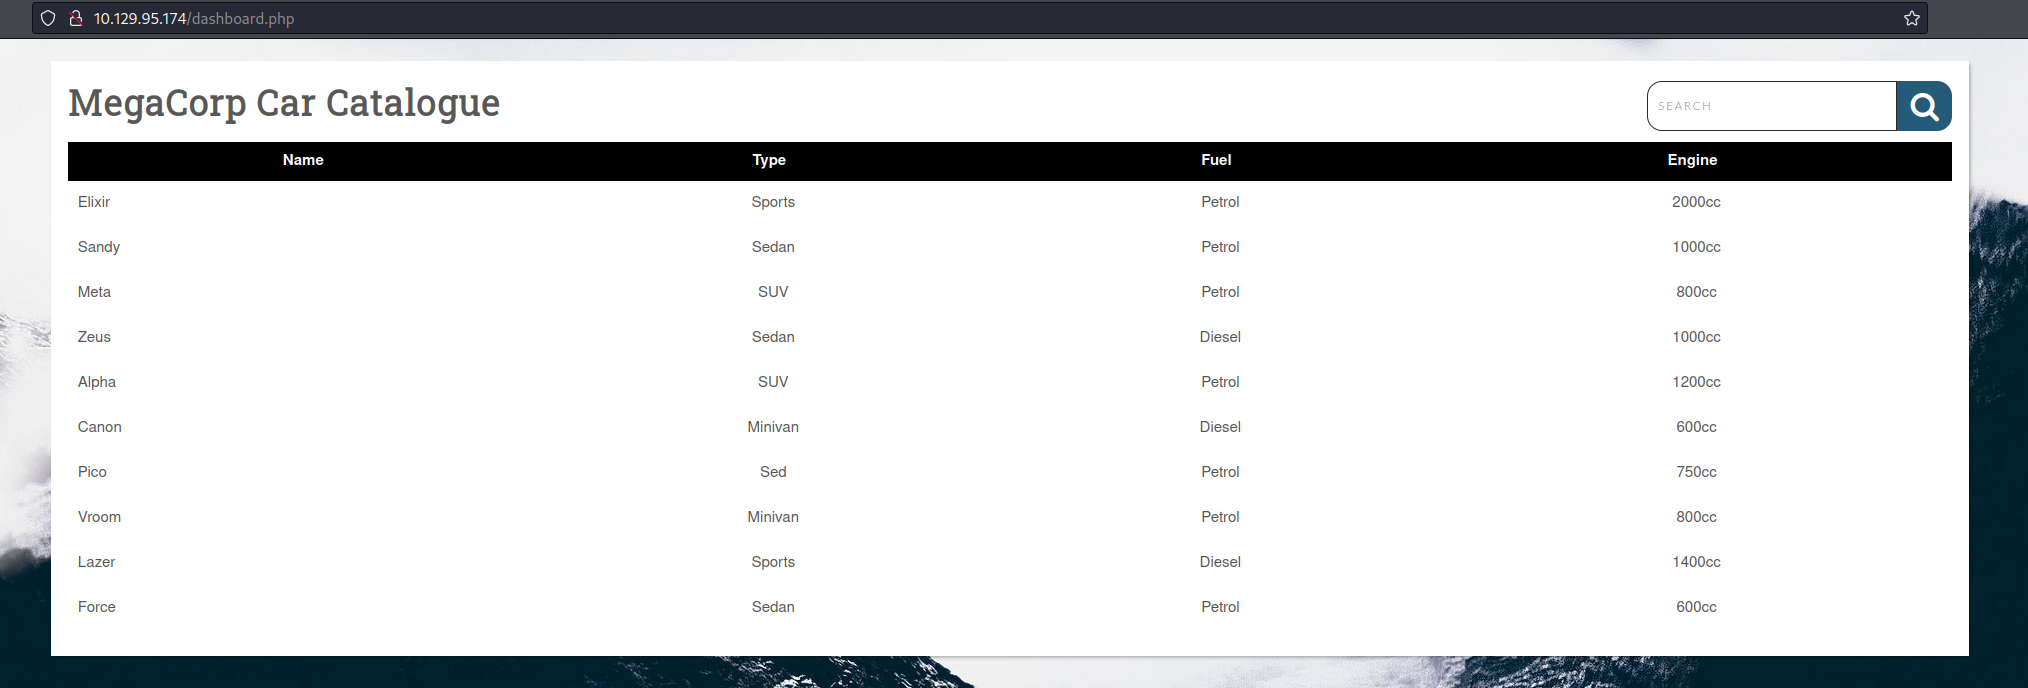 10.129.95.174/dashboard.php
MegaCorp Car Catalogue
SEARCH
Name Type Fuel Engine
Elixir Sports Petrol 2000cc
Sandy Sedan Petrol 1000cc
Meta SUV Petrol 800cc
Zeus Sedan Diesel 1000cc
Alpha SUV Petrol 1200cc
Canon Minivan Diesel 600cc
Pico Sed Petrol 750cc
Vroom Minivan Petrol 800cc
Lazer Sports Diesel 1400cc
Force Sedan Petrol 600cc